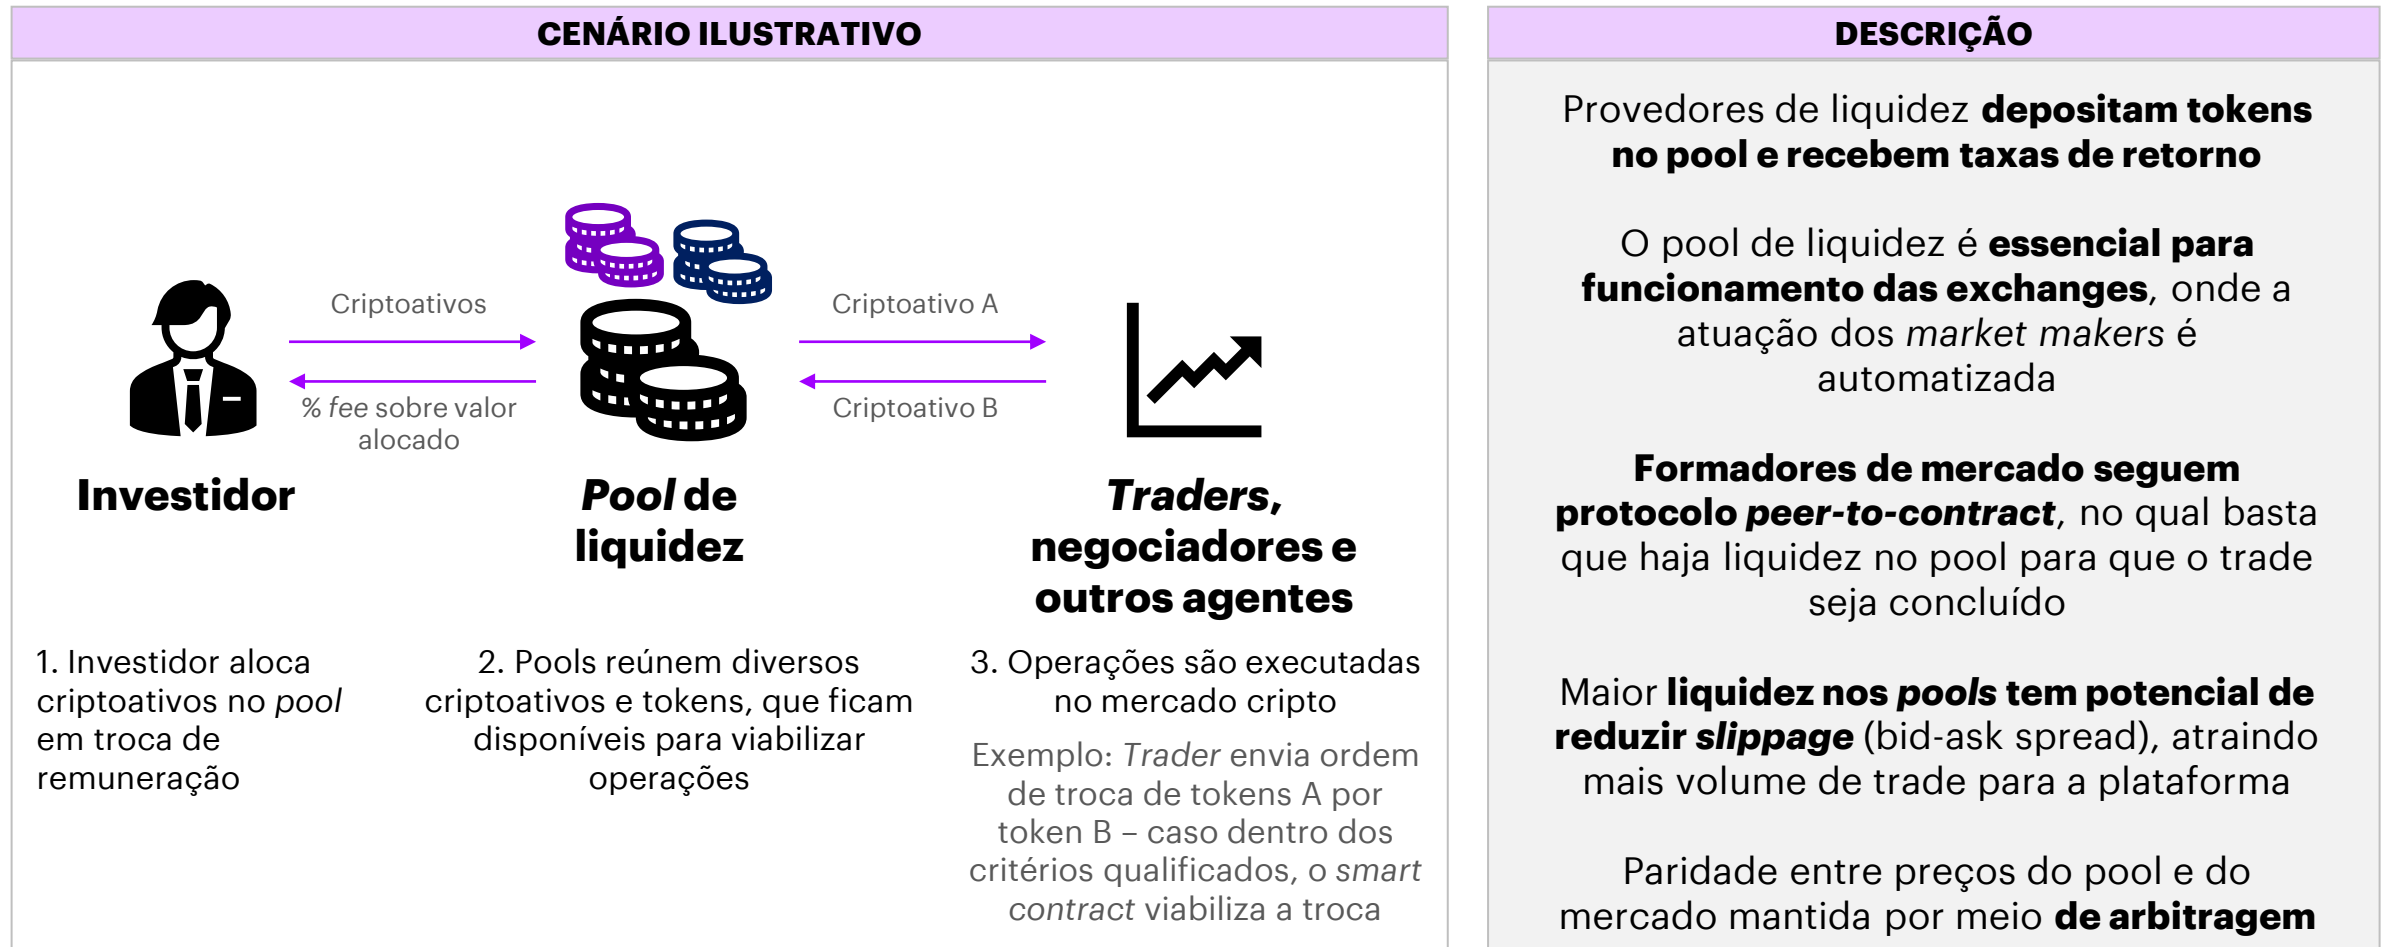 CENÁRIO ILUSTRATIVO
Criptoativos
% fee sobre valor
alocado
Criptoativo A
Criptoativo B
Investidor
Pool de
liquidez
Traders,
negociadores e
outros agentes
1. Investidor aloca
criptoativos no pool
em troca de
remuneração
2. Pools reúnem diversos
criptoativos e tokens, que ficam
disponíveis para viabilizar
operações
3. Operações são executadas
no mercado cripto
Exemplo: Trader envia ordem
de troca de tokens A por
token B – caso dentro dos
critérios qualificados, o smart
contract viabiliza a troca
DESCRIÇÃO
Provedores de liquidez depositam tokens
no pool e recebem taxas de retorno
O pool de liquidez é essencial para
funcionamento das exchanges, onde a
atuação dos market makers é
automatizada
Formadores de mercado seguem
protocolo peer-to-contract, no qual basta
que haja liquidez no pool para que o trade
seja concluído
Maior liquidez nos pools tem potencial de
reduzir slippage (bid-ask spread), atraindo
mais volume de trade para a plataforma
Paridade entre preços do pool e do
mercado mantida por meio de arbitragem